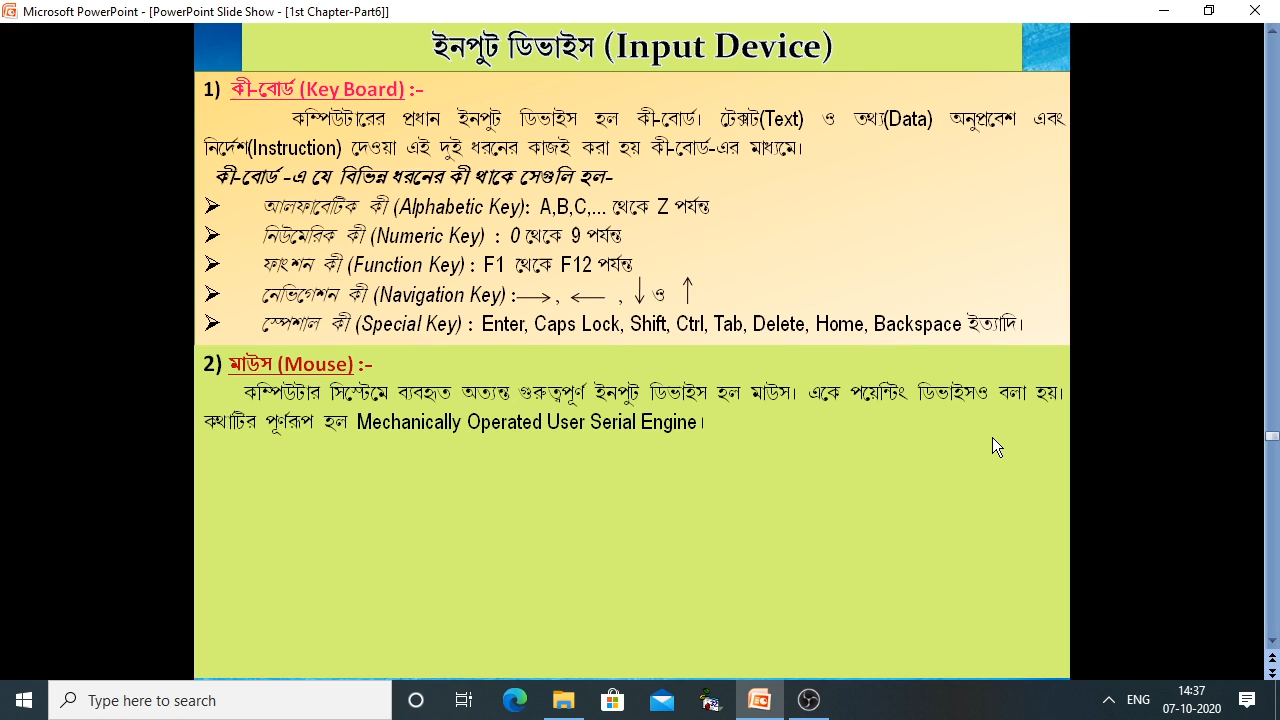 Microsoft PowerPoint - [PowerPoint Slide Show - [1st Chapter-Part6]]
ইনপুট ডিভাইস (Input Device)
1) কী-বোর্ড (Key Board) :-
কম্পিউটারের প্রধান ইনপুট ডিভাইস হল কী-বোর্ড। টেক্সট(Text) ও তথ্য(Data) অনুপ্রবেশ এবং
নির্দেশ(Instruction) দেওয়া এই দুই ধরনের কাজই করা হয় কী-বোর্ড-এর মাধ্যমে।
কী-বোর্ড -এ যে বিভিন্ন ধরনের কী থাকে সেগুলি হল-
➢ আলফাবেটিক কী (Alphabetic Key): A,B,C,... থেকে Z পর্যন্ত
➢ নিউমেরিক কী (Numeric Key) : 0 থেকে 9 পর্যন্ত
➢ ফাংশন কী (Function Key) : F1 থেকে F12 পর্যন্ত
➢ নেভিগেশন কী (Navigation Key) :→ , ← , ↓ ও ↑
➢ স্পেশাল কী (Special Key) : Enter, Caps Lock, Shift, Ctrl, Tab, Delete, Home, Backspace ইত্যাদি।
2) মাউস (Mouse) :-
কম্পিউটার সিস্টেমে ব্যবহৃত অত্যন্ত গুরুত্বপূর্ণ ইনপুট ডিভাইস হল মাউস। একে পয়েন্টিং ডিভাইসও বলা হয়।
কথাটির পূর্ণরূপ হল Mechanically Operated User Serial Engine।
Type here to search
ENG
14:37
07-10-2020